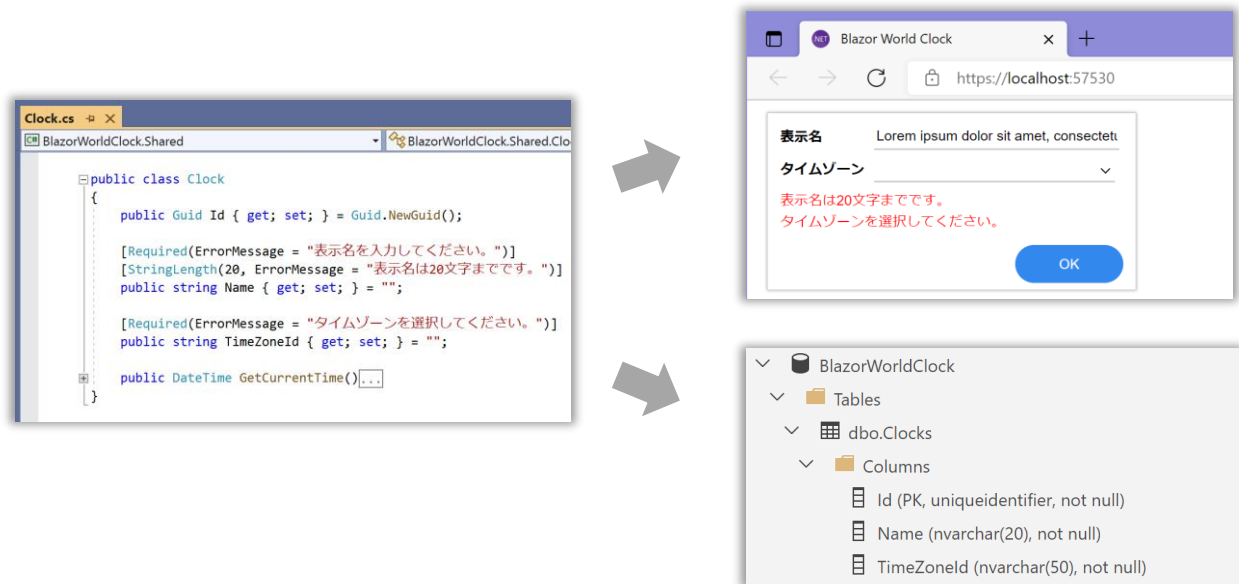 Clock.cs
BlazorWorldClock.Shared
BlazorWorldClock.Shared.Clo
public class Clock
{
public Guid Id { get; set; } = Guid.NewGuid();
[Required(ErrorMessage = "表示名を入力してください。")]
[StringLength(20, ErrorMessage = "表示名は20文字までです。")]
public string Name { get; set; } = "";
[Required(ErrorMessage = "タイムゾーンを選択してください。")]
public string TimeZoneId { get; set; } = "";
public DateTime GetCurrentTime()...
}
NET
Blazor World Clock
https://localhost:57530
表示名 Lorem ipsum dolor sit amet, consectetu
タイムゾーン
表示名は20文字までです。
タイムゾーンを選択してください。
OK
BlazorWorldClock
Tables
dbo.Clocks
Columns
Id (PK, uniqueidentifier, not null)
Name (nvarchar(20), not null)
TimeZoneId (nvarchar(50), not null)